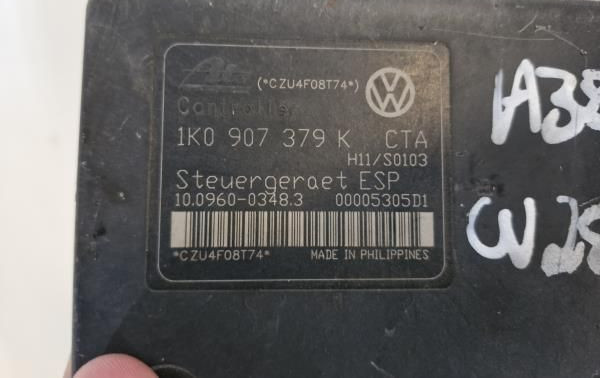 Ate (*CZU4F08T74*)
Controller
1K0 907 379 K CTA
H11/S0103
Steuergeraet ESP
10.0960-0348.3 00005305D1
*CZU4F08T74* MADE IN PHILIPPINES